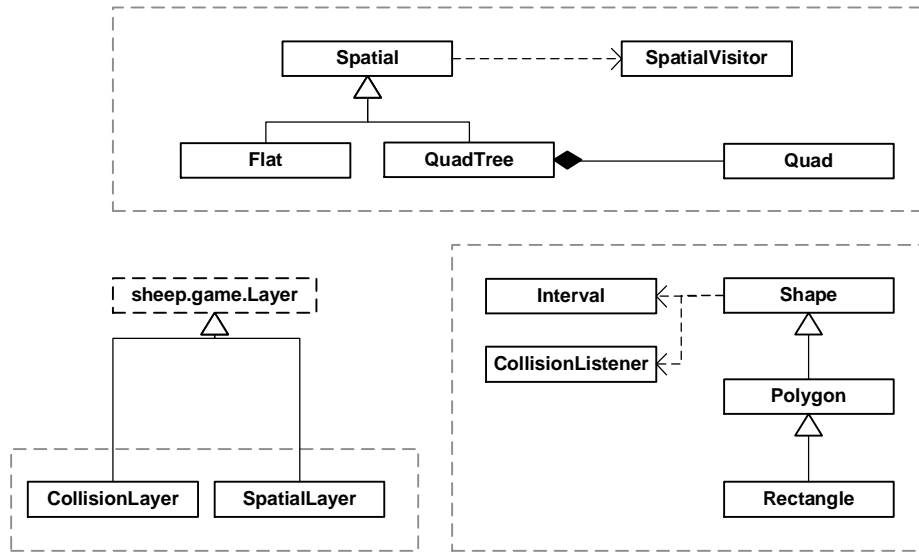 Spatial
SpatialVisitor
Flat
QuadTree
Quad
sheep.game.Layer
Interval
Shape
CollisionListener
Polygon
CollisionLayer
SpatialLayer
Rectangle